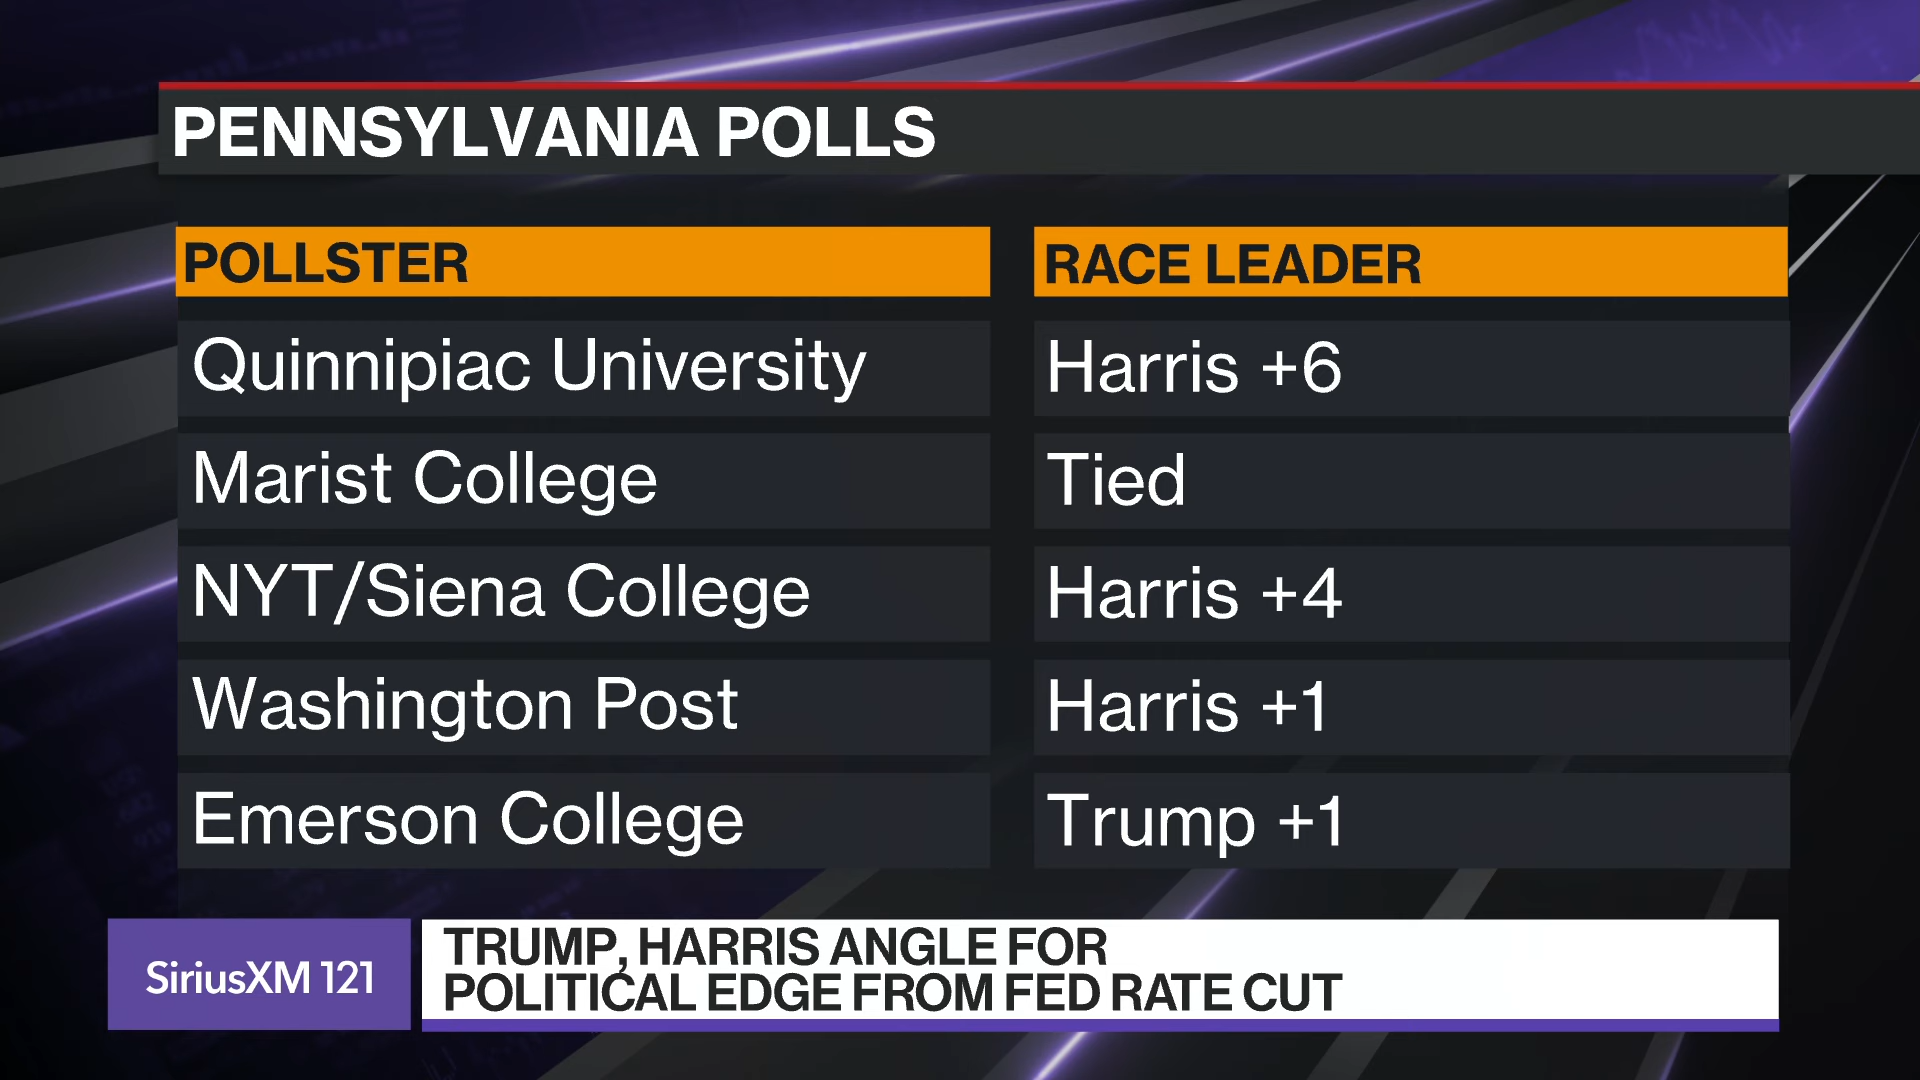 PENNSYLVANIA POLLS
POLLSTER RACE LEADER
Quinnipiac University Harris +6
Marist College Tied
NYT/Siena College Harris +4
Washington Post Harris +1
Emerson College Trump +1
SiriusXM 121
TRUMP, HARRIS ANGLE FOR
POLITICAL EDGE FROM FED RATE CUT